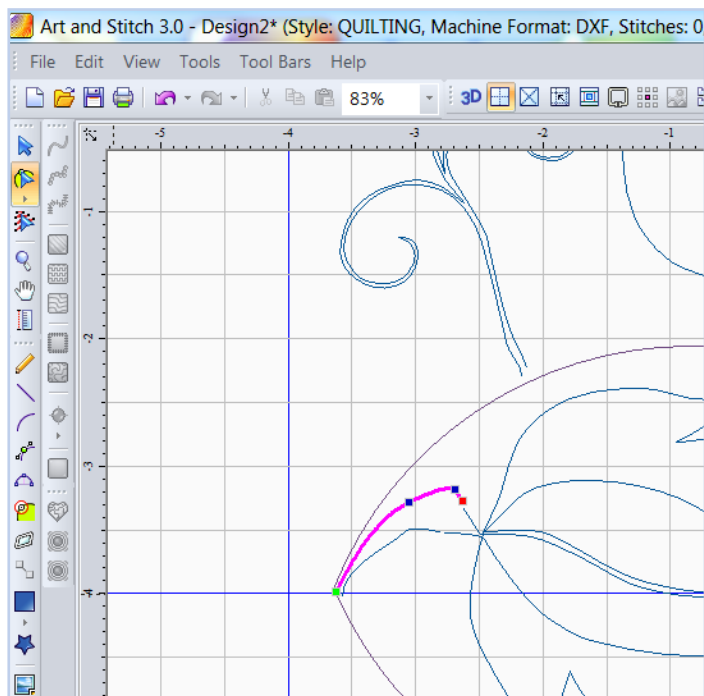 Art and Stitch 3.0 - Design2* (Style: QUILTING, Machine Format: DXF, Stitches: 0
File Edit View Tools Tool Bars Help
83% 3D
-5 -4 -3 -2 -1
-1
-2
-3
-4